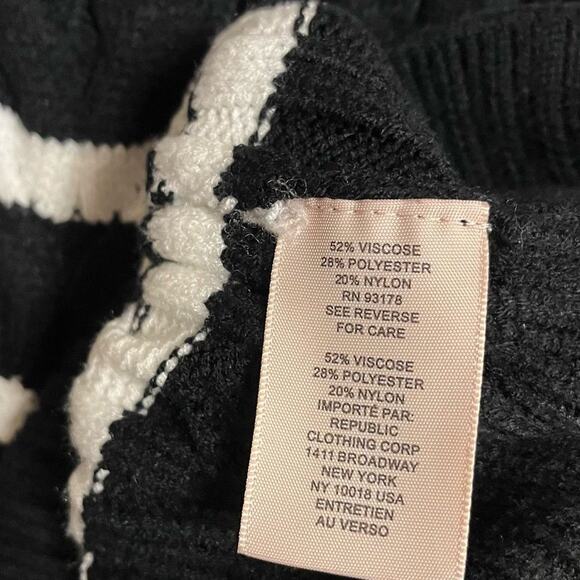 52% VISCOSE
28% POLYESTER
20% NYLON
RN 93178
SEE REVERSE
FOR CARE
52% VISCOSE
28% POLYESTER
20% NYLON
IMPORTÉ PAR:
REPUBLIC
CLOTHING CORP
1411 BROADWAY
NEW YORK
NY 10018 USA
ENTRETIEN
AU VERSO